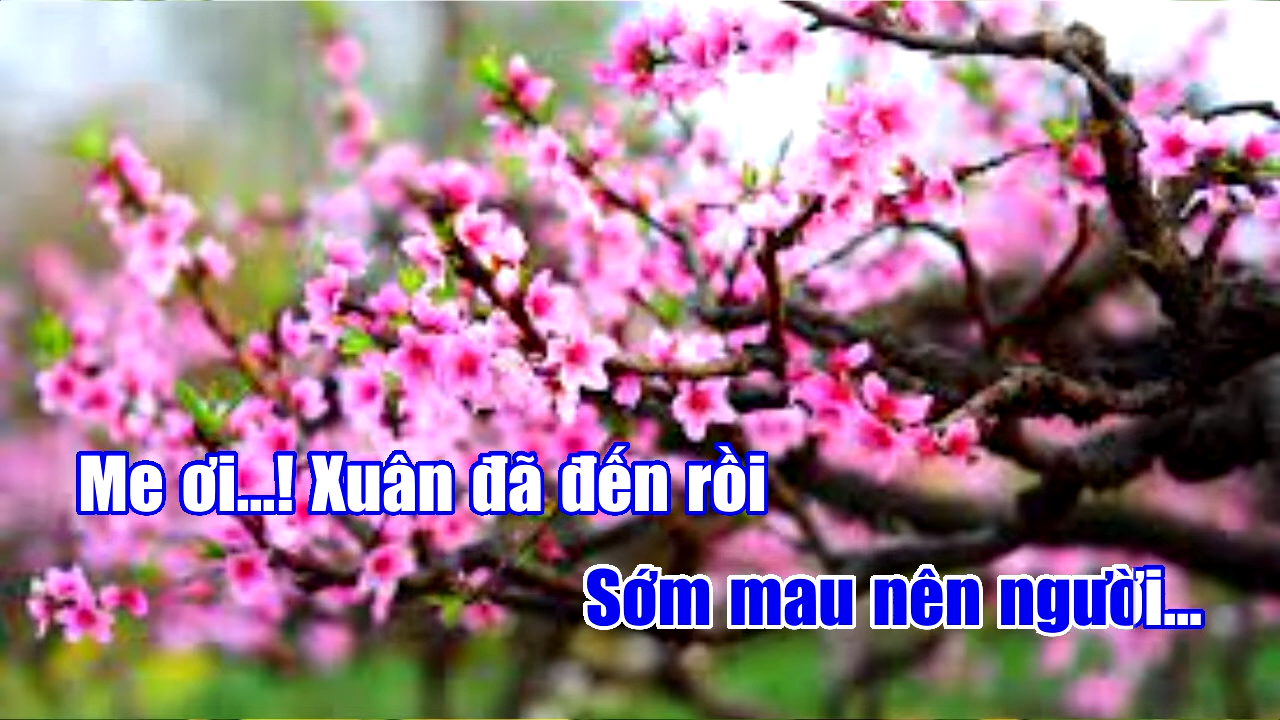 Me ơi...! Xuân đã đến rồi
Sớm mau nên người...